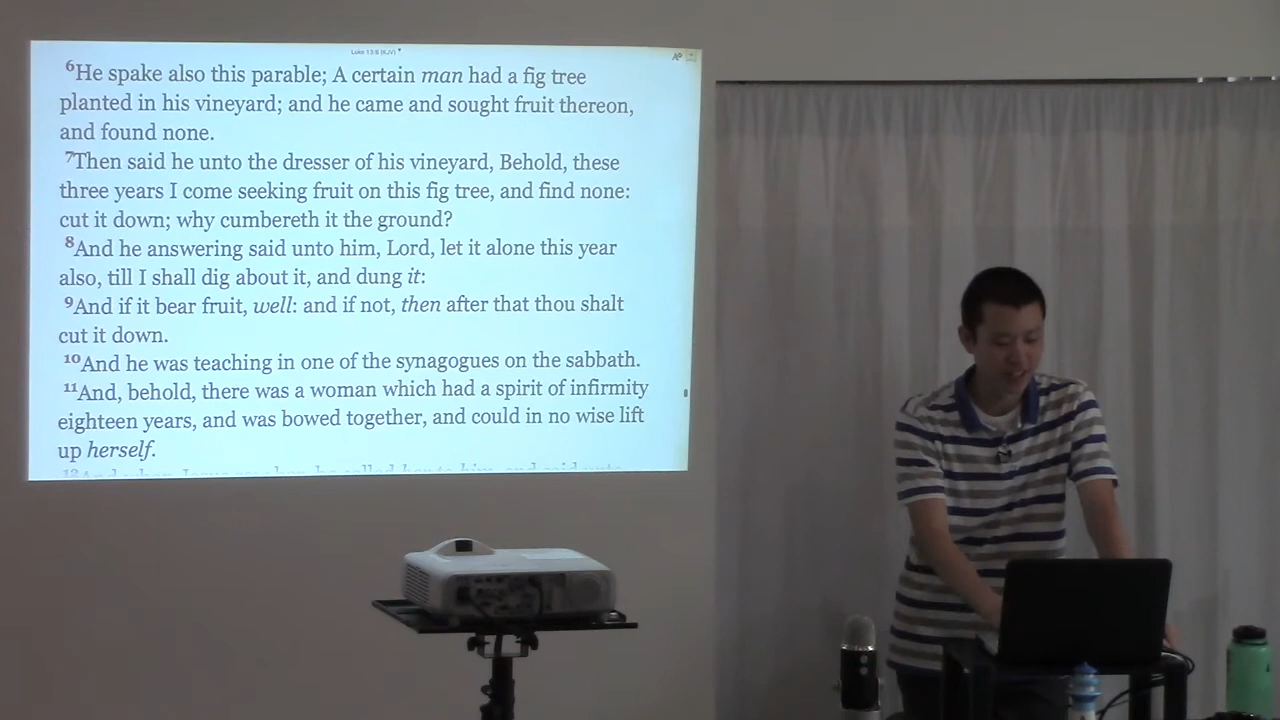 Luke 13:6 (KJV)
6He spake also this parable; A certain man had a fig tree
planted in his vineyard; and he came and sought fruit thereon,
and found none.
7Then said he unto the dresser of his vineyard, Behold, these
three years I come seeking fruit on this fig tree, and find none:
cut it down; why cumbereth it the ground?
8And he answering said unto him, Lord, let it alone this year
also, till I shall dig about it, and dung it:
9And if it bear fruit, well: and if not, then after that thou shalt
cut it down.
10And he was teaching in one of the synagogues on the sabbath.
11And, behold, there was a woman which had a spirit of infirmity
eighteen years, and was bowed together, and could in no wise lift
up herself.